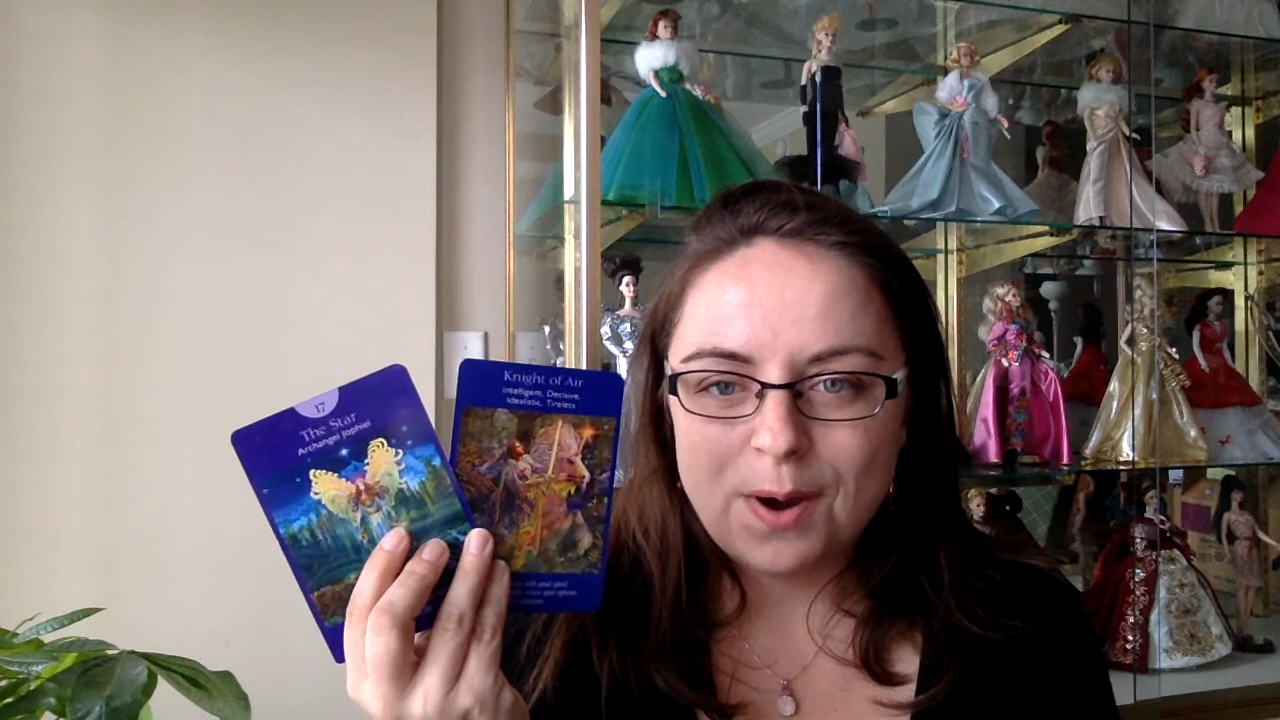 17
The Star
Archangel Jophiel
Knight of Air
Intelligent, Decisive,
Idealistic, Tireless